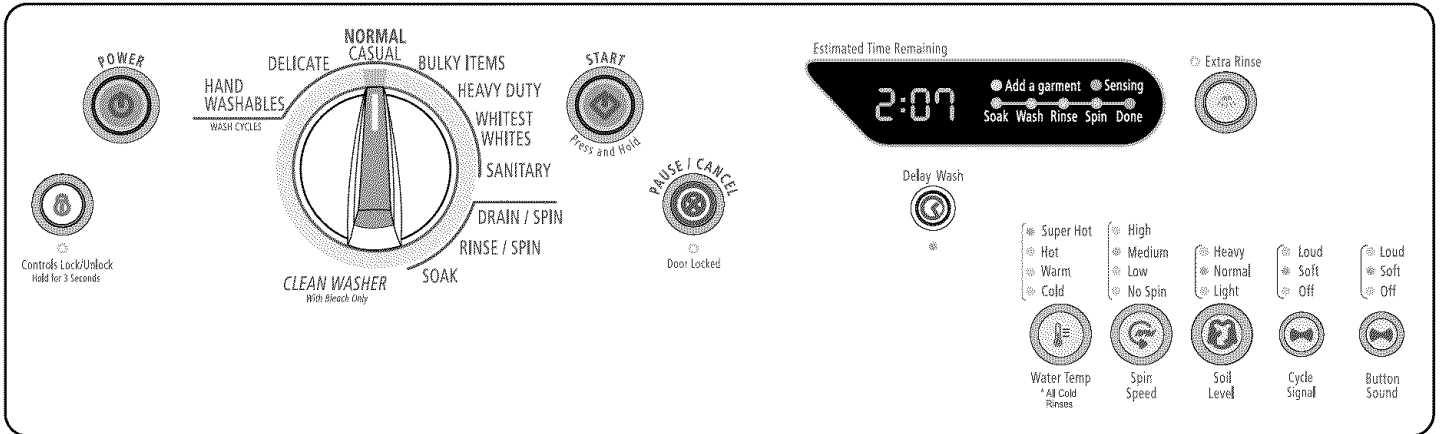 POWER
Controls Lock/Unlock
Hold for 3 Seconds
HAND
WASHABLES
WASH CYCLES
DELICATE
NORMAL
CASUAL
BULKY ITEMS
HEAVY DUTY
WHITEST
WHITES
SANITARY
DRAIN / SPIN
RINSE / SPIN
SOAK
CLEAN WASHER
With Bleach Only
START
Press and Hold
PAUSE / CANCEL
Door Locked
Estimated Time Remaining
2:07
Add a garment Sensing
Soak Wash Rinse Spin Done
Extra Rinse
Delay Wash
Super Hot
Hot
Warm
Cold
Water Temp
*All Cold
Rinses
High
Medium
Low
No Spin
Spin
Speed
Heavy
Normal
Light
Soil
Level
Loud
Soft
Off
Cycle
Signal
Loud
Soft
Off
Button
Sound